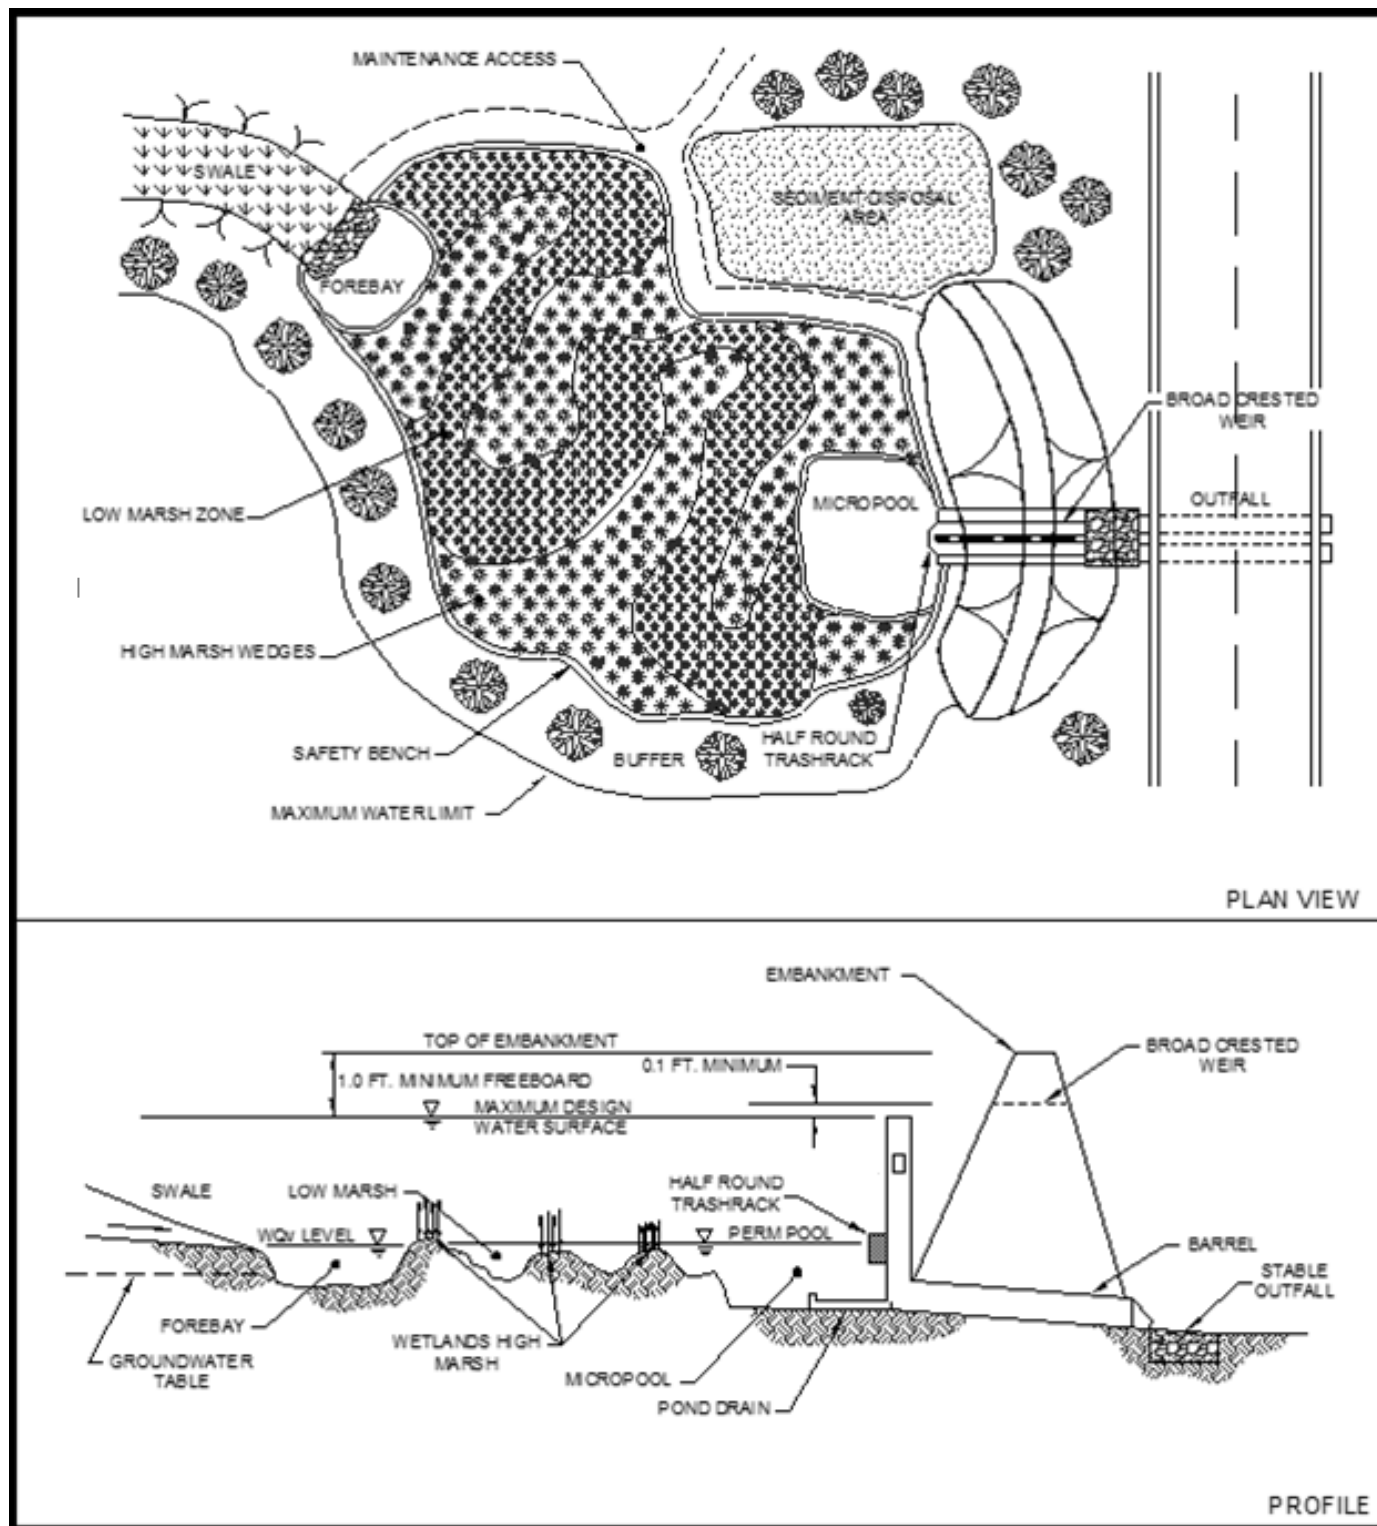 MAINTENANCE ACCESS
SWALE
SEDIMENT DISPOSAL
AREA
FOREBAY
BROAD CRESTED
WEIR
LOW MARSH ZONE
MICROPOOL
OUTFALL
HIGH MARSH WEDGES
SAFETY BENCH
BUFFER
HALF ROUND
TRASHRACK
MAXIMUM WATER LIMIT
PLAN VIEW
EMBANKMENT
TOP OF EMBANKMENT
0.1 FT. MINIMUM
BROAD CRESTED
WEIR
1.0 FT. MINIMUM FREEBOARD
MAXIMUM DESIGN
WATER SURFACE
SWALE
LOW MARSH
HALF ROUND
TRASHRACK
WQv LEVEL
PERM POOL
BARREL
STABLE
OUTFALL
FOREBAY
WETLANDS HIGH
MARSH
GROUNDWATER
TABLE
MICROPOOL
POND DRAIN
PROFILE